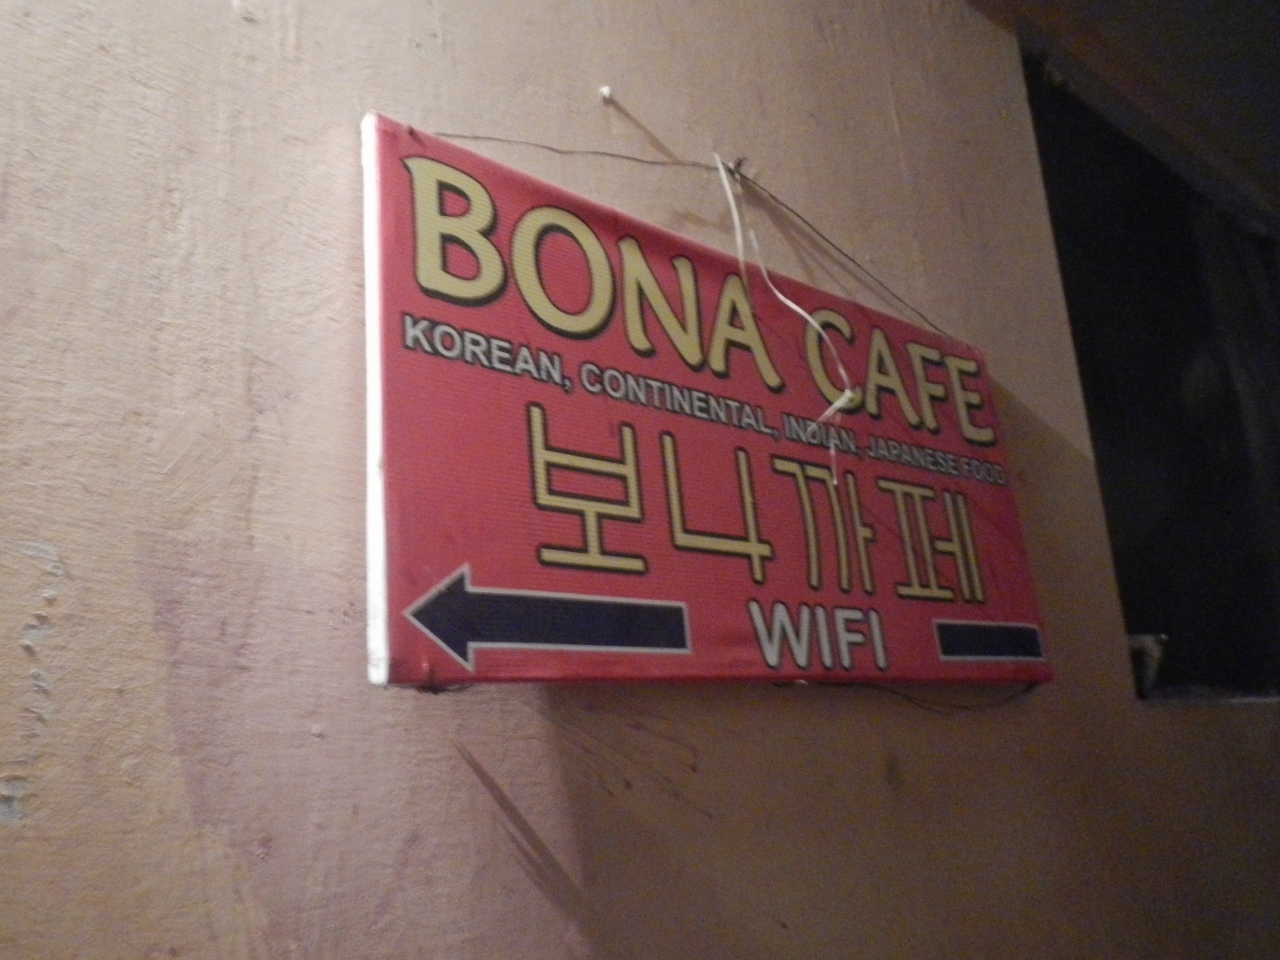 BONA CAFE
KOREAN, CONTINENTAL, INDIAN, JAPANESE FOOD
보나까페
WIFI